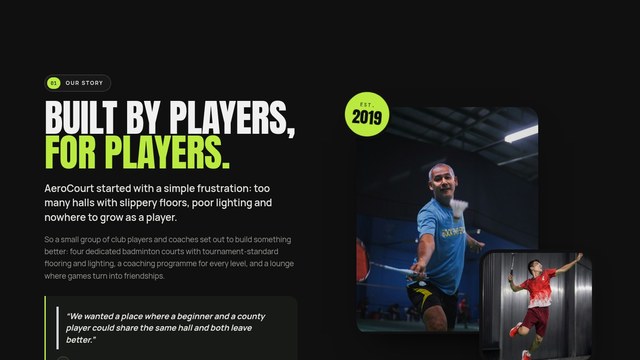 01 OUR STORY
BUILT BY PLAYERS,
FOR PLAYERS.
AeroCourt started with a simple frustration: too
many halls with slippery floors, poor lighting and
nowhere to grow as a player.
So a small group of club players and coaches set out to build something
better: four dedicated badminton courts with tournament-standard
flooring and lighting, a coaching programme for every level, and a lounge
where games turn into friendships.
"We wanted a place where a beginner and a county
player could share the same hall and both leave
better."
EST.
2019